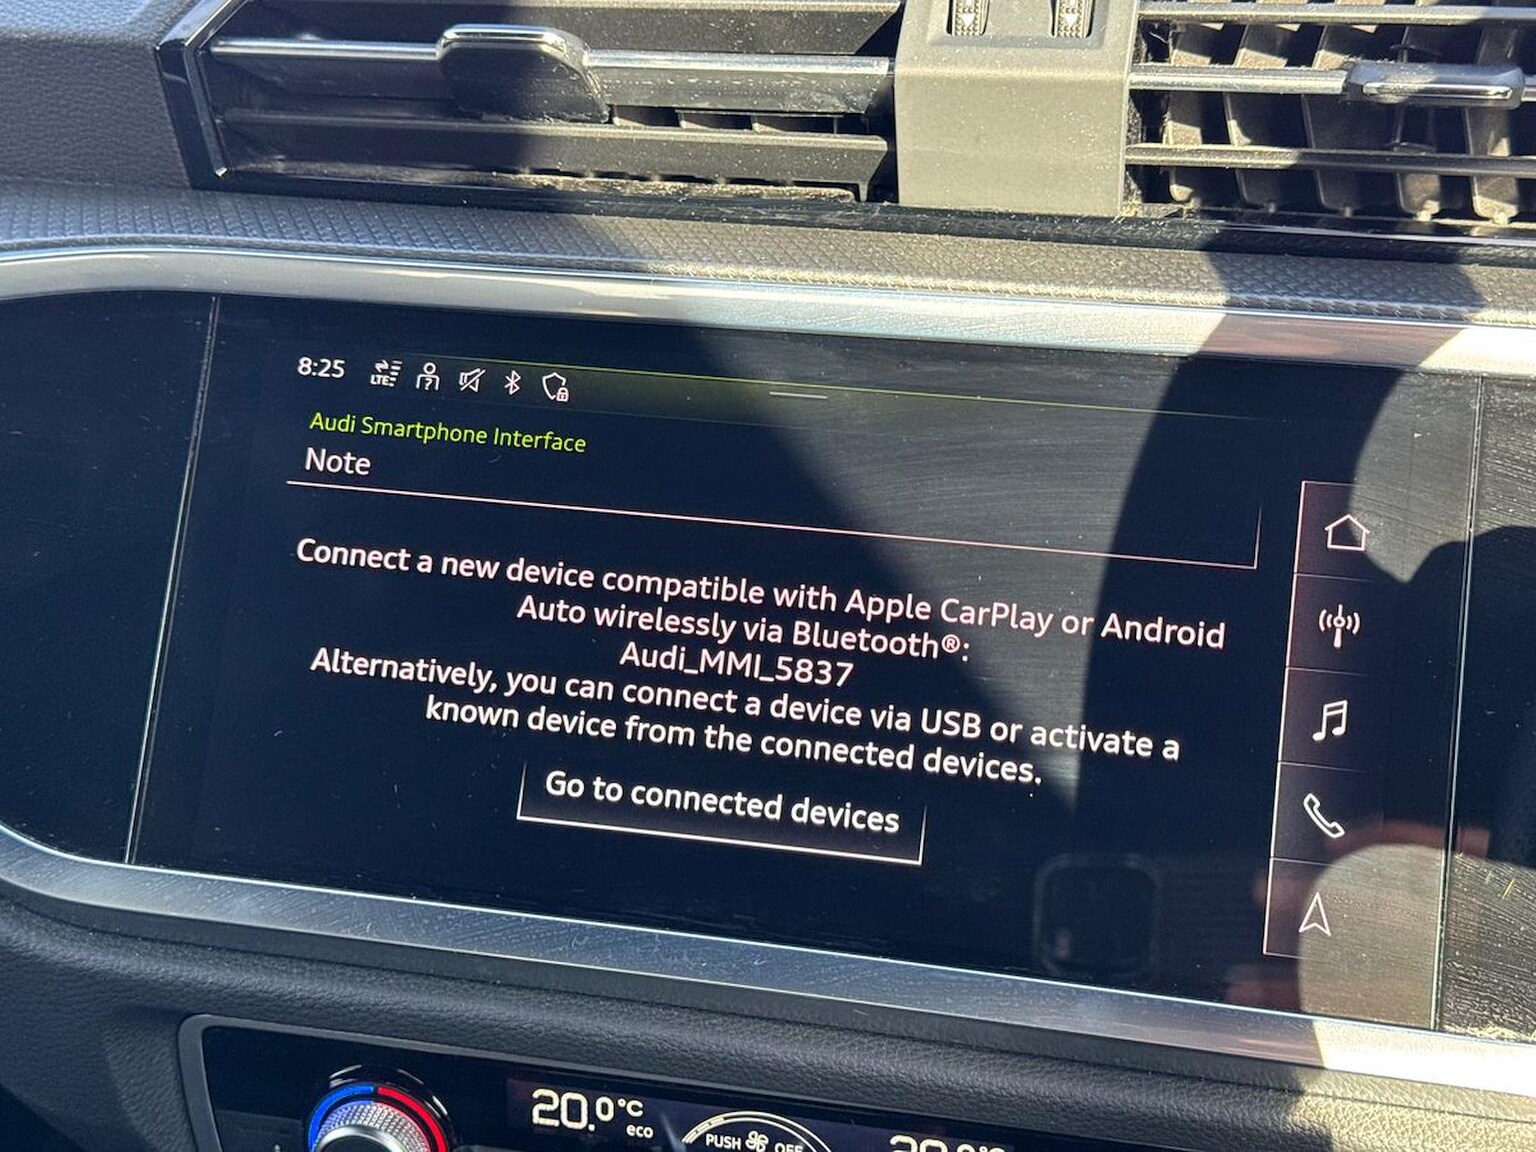 8:25 LTE
Audi Smartphone Interface
Note
Connect a new device compatible with Apple CarPlay or Android
Auto wirelessly via Bluetooth®:
Audi_MMI_5837
Alternatively, you can connect a device via USB or activate a
known device from the connected devices.
Go to connected devices
20.0°C
eco
PUSH OFF